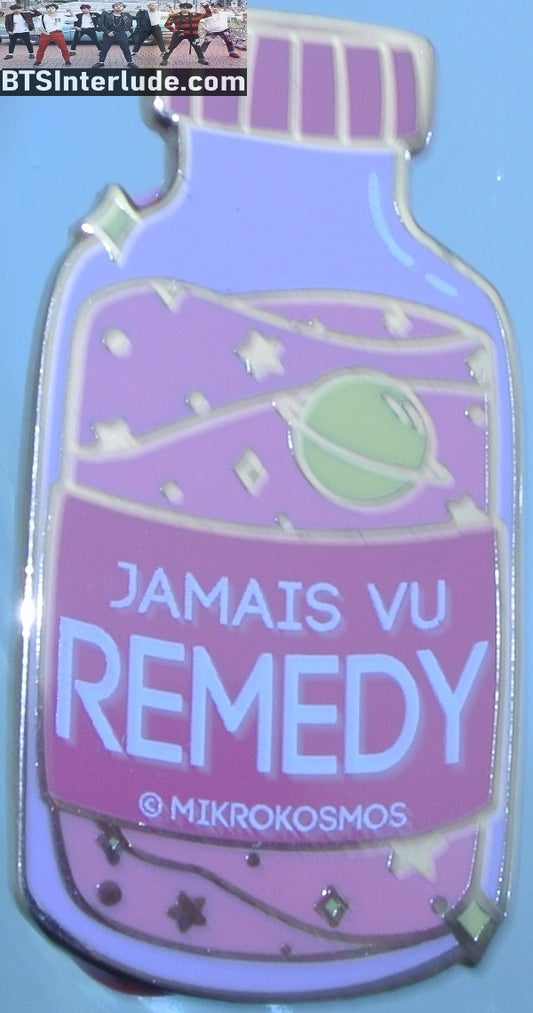 BTSInterlude.com
JAMAIS VU
REMEDY
© MIKROKOSMOS